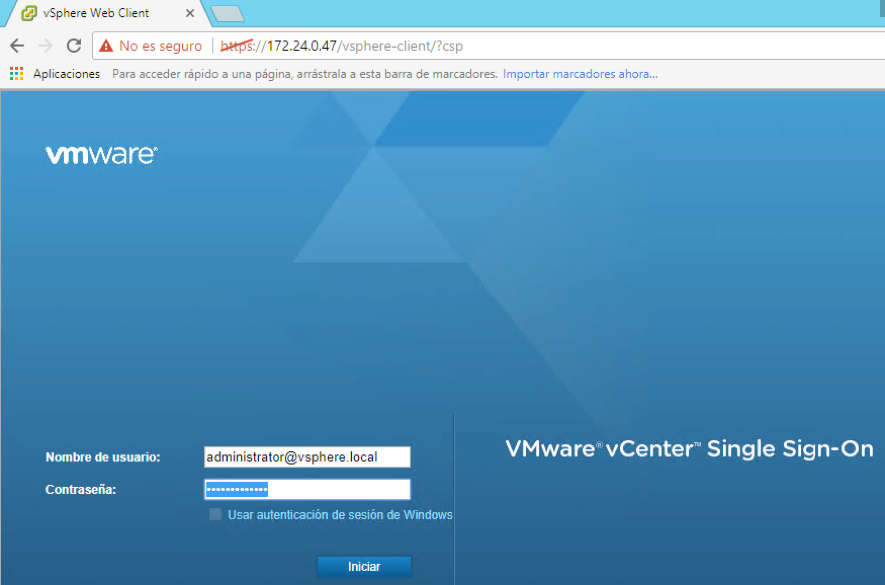 vSphere Web Client
No es seguro | https://172.24.0.47/vsphere-client/?csp
Aplicaciones Para acceder rápido a una página, arrástrala a esta barra de marcadores. Importar marcadores ahora...
vmware®
Nombre de usuario: administrator@vsphere.local
Contraseña: •••••••••••••
Usar autenticación de sesión de Windows
Iniciar
VMware® vCenter™ Single Sign-On